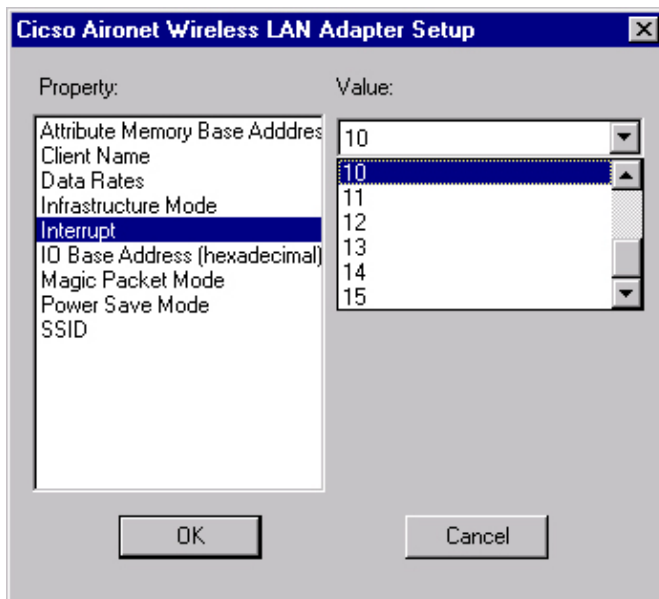 Cicso Aironet Wireless LAN Adapter Setup
Property:
Value:
Attribute Memory Base Adddres
Client Name
Data Rates
Infrastructure Mode
Interrupt
IO Base Address (hexadecimal)
Magic Packet Mode
Power Save Mode
SSID
10
10
11
12
13
14
15
OK
Cancel